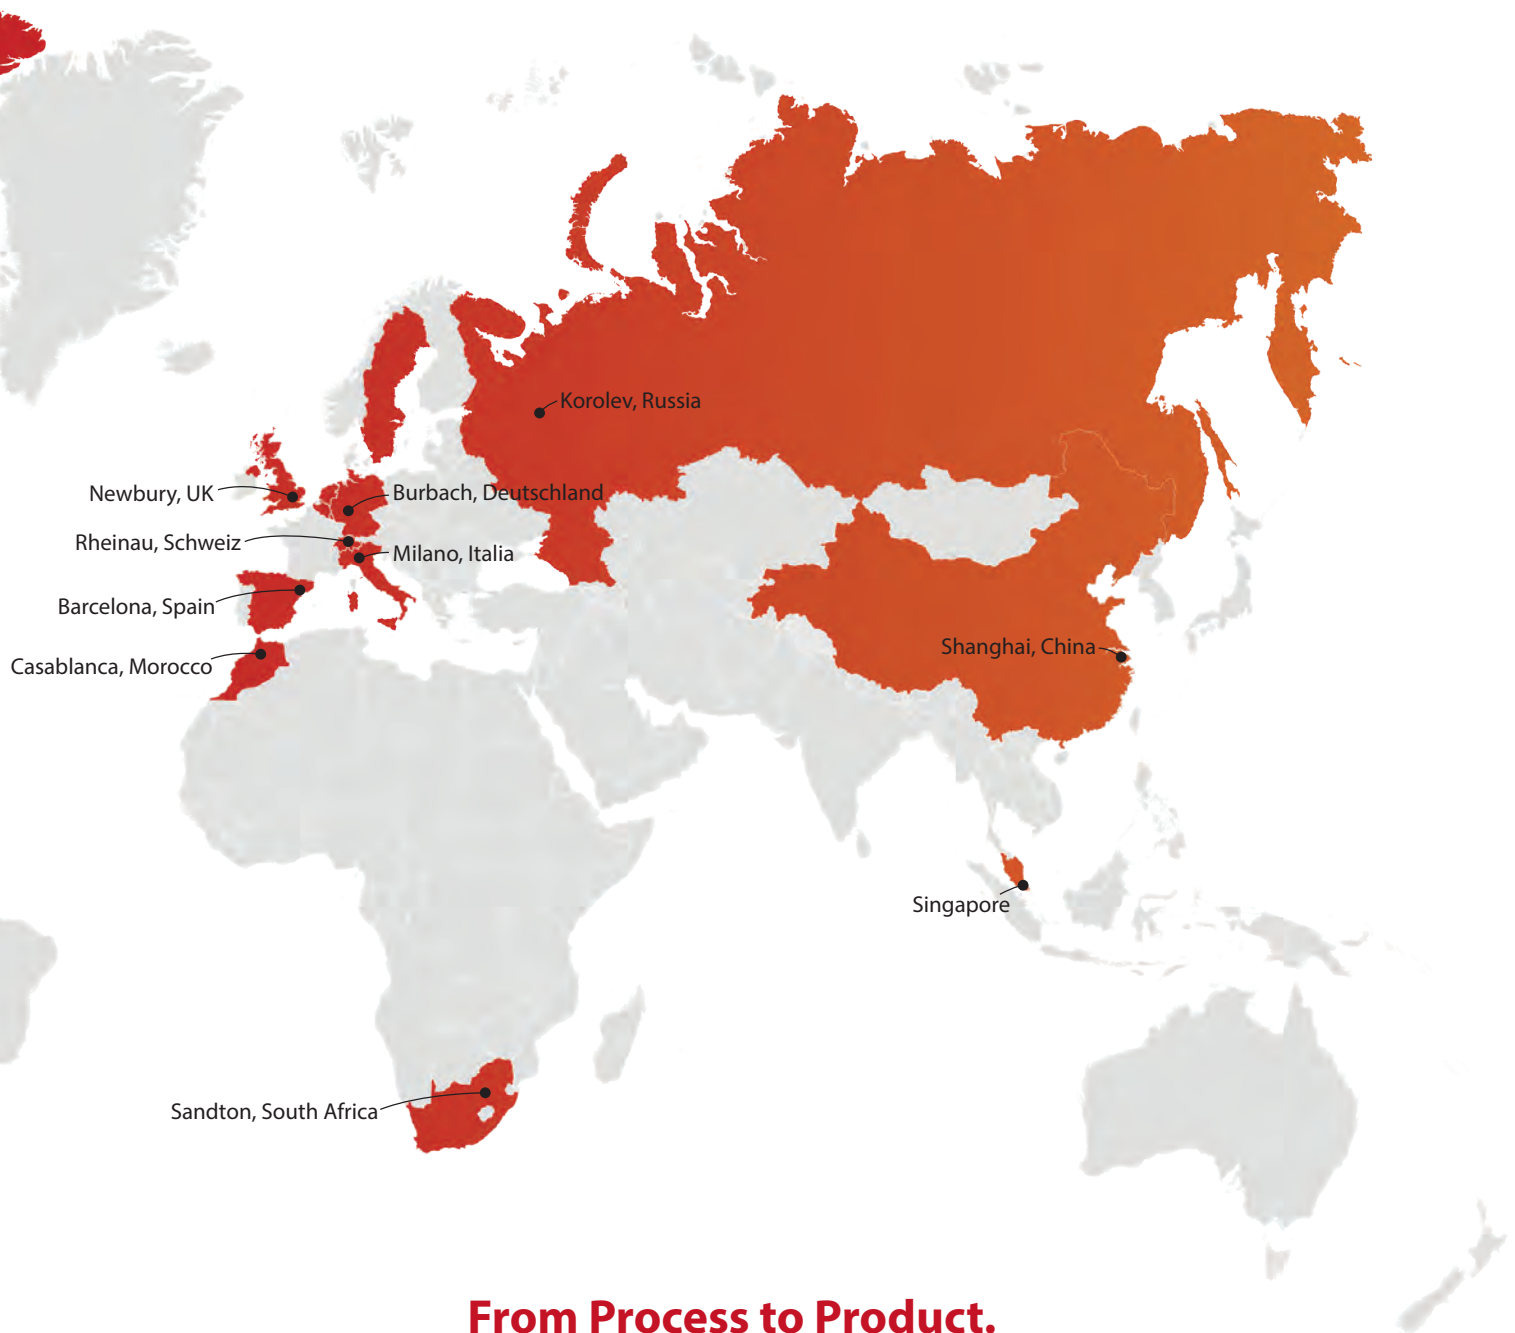 Korolev, Russia
Newbury, UK
Burbach, Deutschland
Rheinau, Schweiz
Milano, Italia
Barcelona, Spain
Casablanca, Morocco
Shanghai, China
Singapore
Sandton, South Africa
From Process to Product.